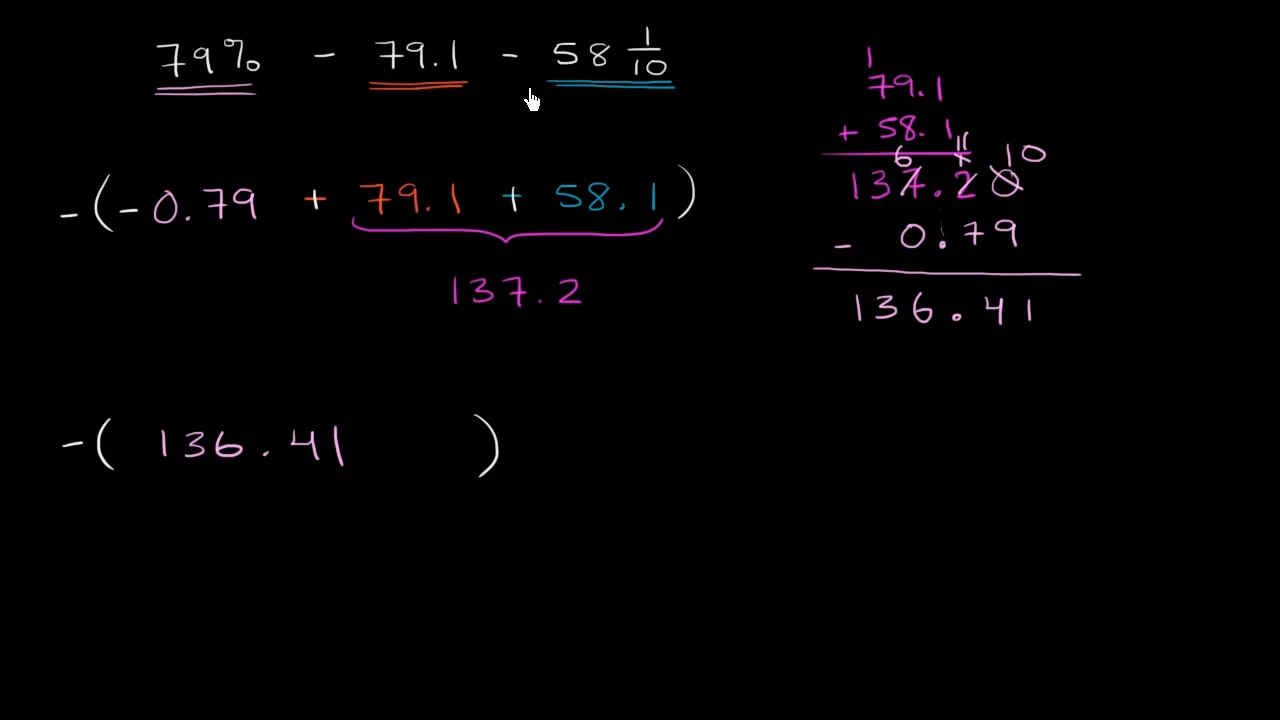 79% - 79.1 - 58 1/10
-(-0.79 + 79.1 + 58.1)
137.2
-( 136.41 )
1
79.1
+ 58.1
6 11 10
137.20
- 0.79
136.41